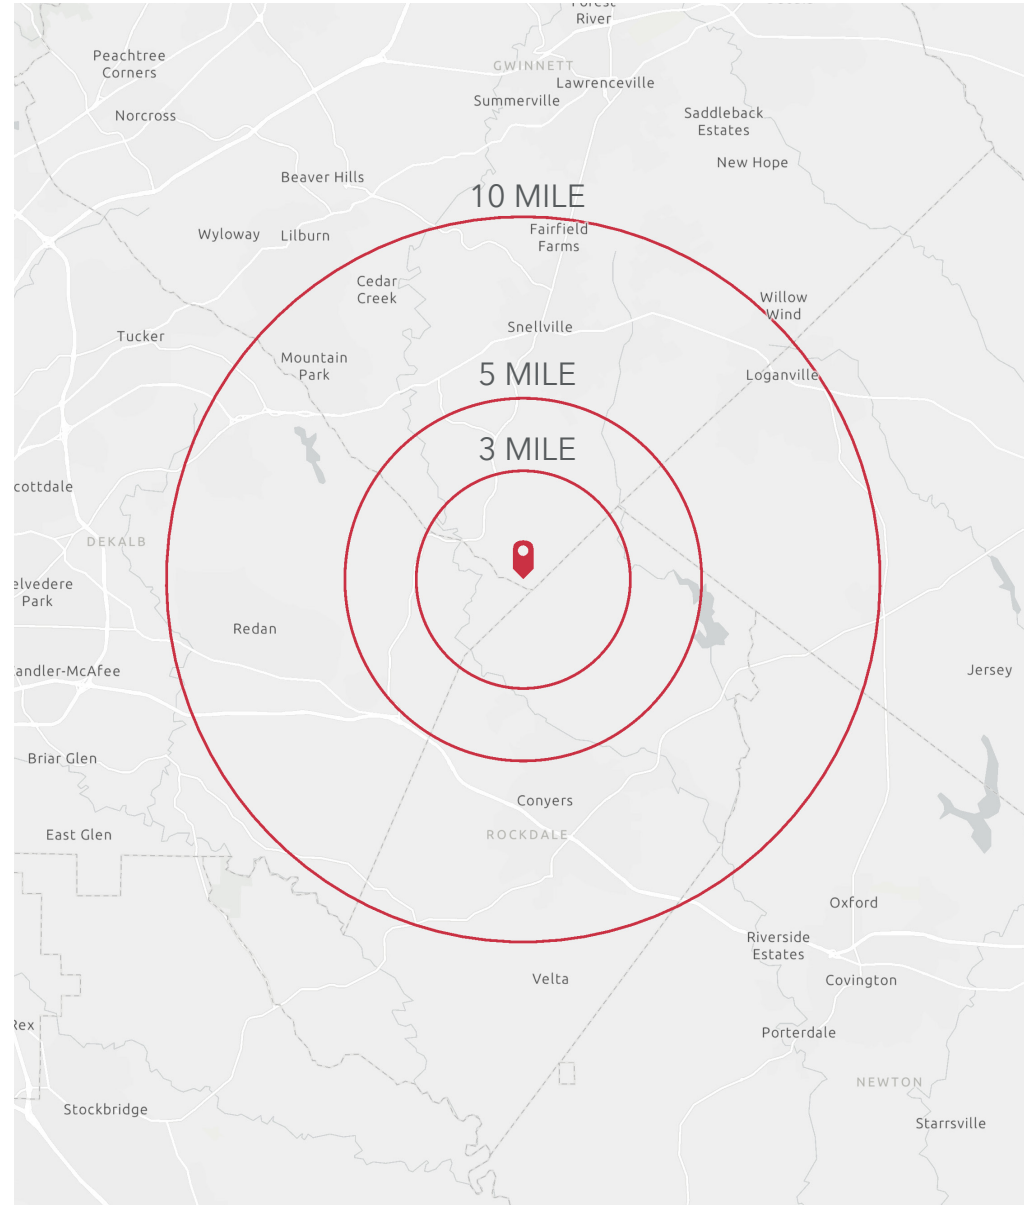 River
Peachtree
Corners
GWINNETT
Lawrenceville
Summerville
Norcross
Saddleback
Estates
New Hope
Beaver Hills
10 MILE
Wyloway
Lilburn
Fairfield
Farms
Cedar
Creek
Willow
Wind
Snellville
Tucker
Mountain
Park
5 MILE
Loganville
3 MILE
cottdale
DEKALB
elvedere
Park
Redan
andler-McAfee
Jersey
Briar Glen
Conyers
East Glen
ROCKDALE
Oxford
Riverside
Estates
Velta
Covington
Rex
Porterdale
NEWTON
Stockbridge
Starrsville